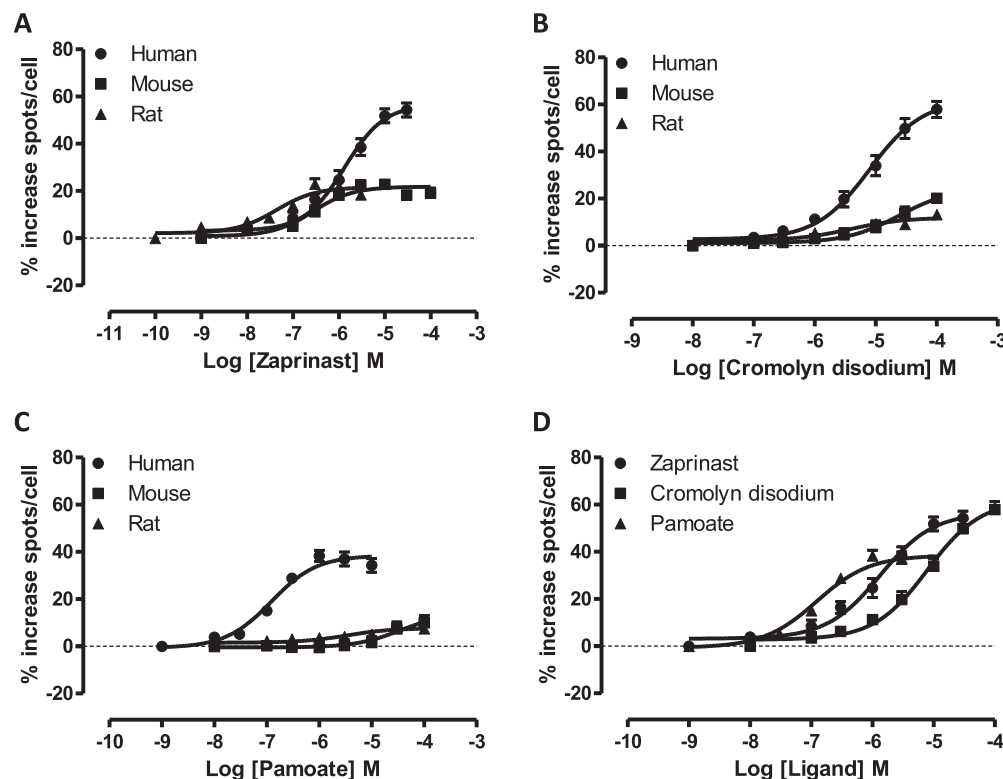 A
% increase spots/cell
80
60
40
20
0
-20
Human
Mouse
Rat
-11 -10 -9 -8 -7 -6 -5 -4 -3
Log [Zaprinast] M
B
% increase spots/cell
80
60
40
20
0
-20
Human
Mouse
Rat
-9 -8 -7 -6 -5 -4 -3
Log [Cromolyn disodium] M
C
% increase spots/cell
80
60
40
20
0
-20
Human
Mouse
Rat
-10 -9 -8 -7 -6 -5 -4 -3
Log [Pamoate] M
D
% increase spots/cell
80
60
40
20
0
-20
Zaprinast
Cromolyn disodium
Pamoate
-10 -9 -8 -7 -6 -5 -4
Log [Ligand] M